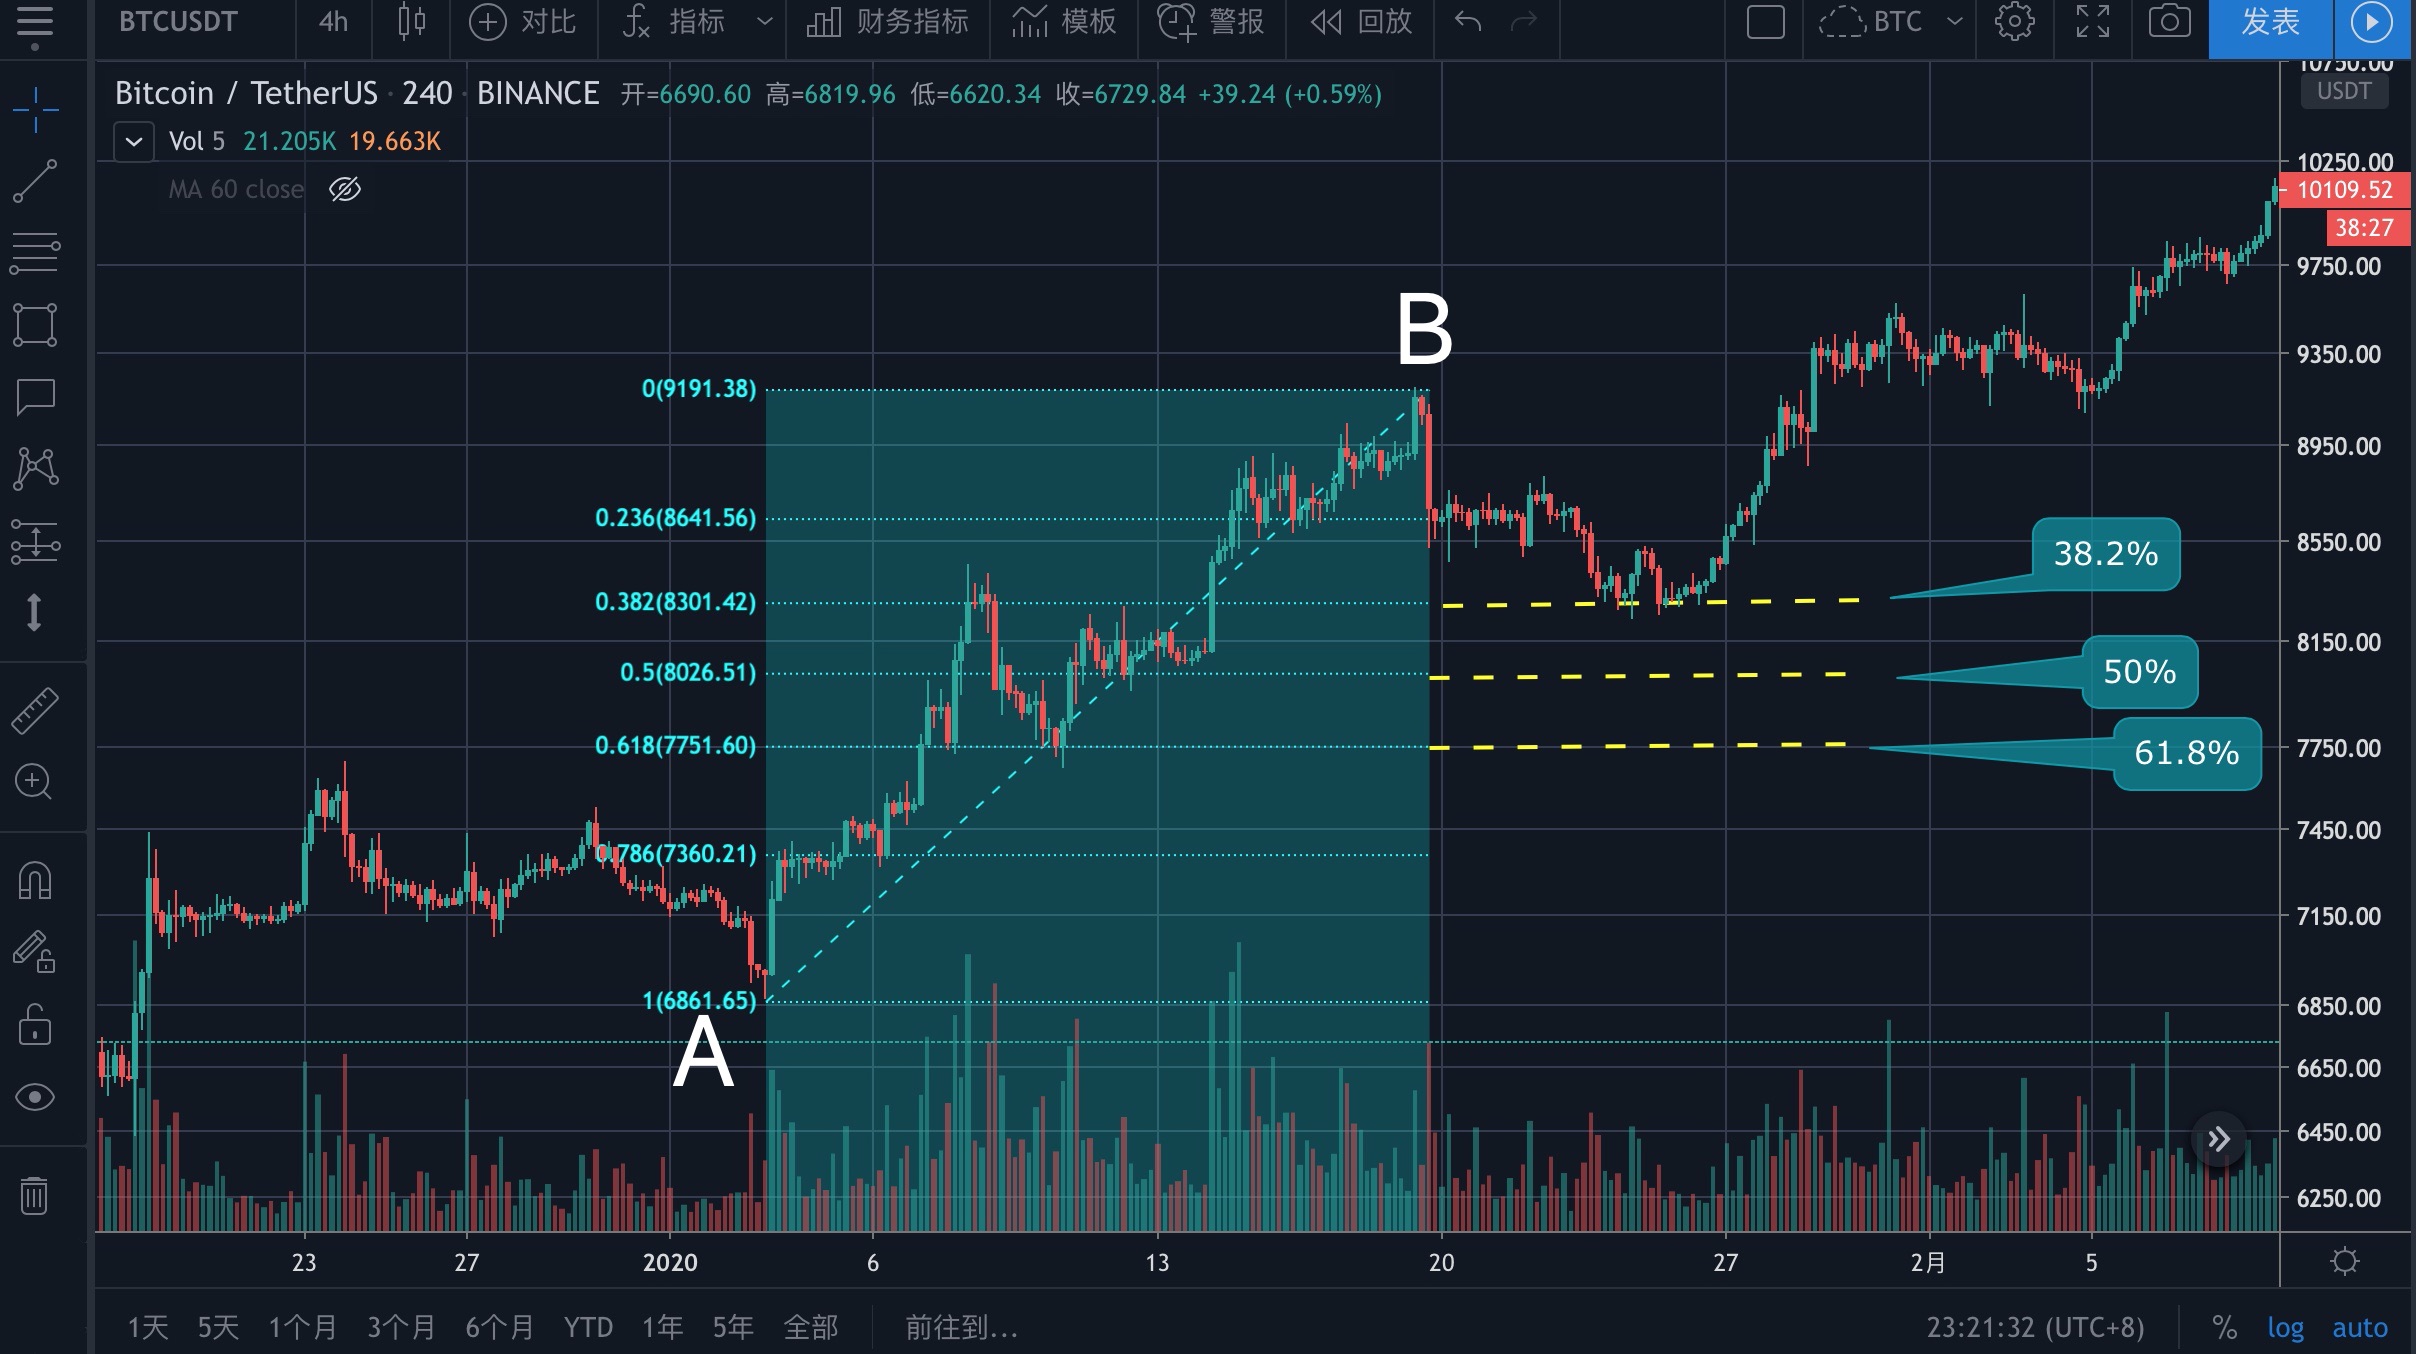 BTCUSDT 4h 对比 指标 财务指标 模板 警报 回放 BTC 发表
Bitcoin / TetherUS · 240 · BINANCE 开=6690.60 高=6819.96 低=6620.34 收=6729.84 +39.24 (+0.59%)
Vol 5 21.205K 19.663K
MA 60 close
10750.00
USDT
10250.00
10109.52
38:27
9750.00
9350.00
8950.00
8550.00
8150.00
7750.00
7450.00
7150.00
6850.00
6650.00
6450.00
6250.00
B
0(9191.38)
0.236(8641.56)
0.382(8301.42)
0.5(8026.51)
0.618(7751.60)
0.786(7360.21)
1(6861.65)
A
38.2%
50%
61.8%
23 27 2020 6 13 20 27 2月 5
1天 5天 1个月 3个月 6个月 YTD 1年 5年 全部 前往到... 23:21:32 (UTC+8) % log auto